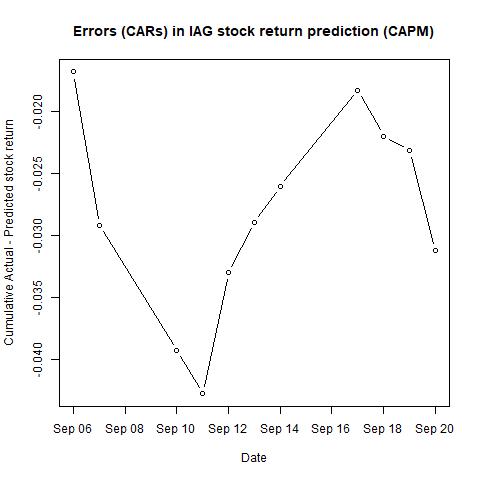 Errors (CARs) in IAG stock return prediction (CAPM)
Cumulative Actual - Predicted stock return
-0.020
-0.025
-0.030
-0.035
-0.040
Sep 06 Sep 08 Sep 10 Sep 12 Sep 14 Sep 16 Sep 18 Sep 20
Date